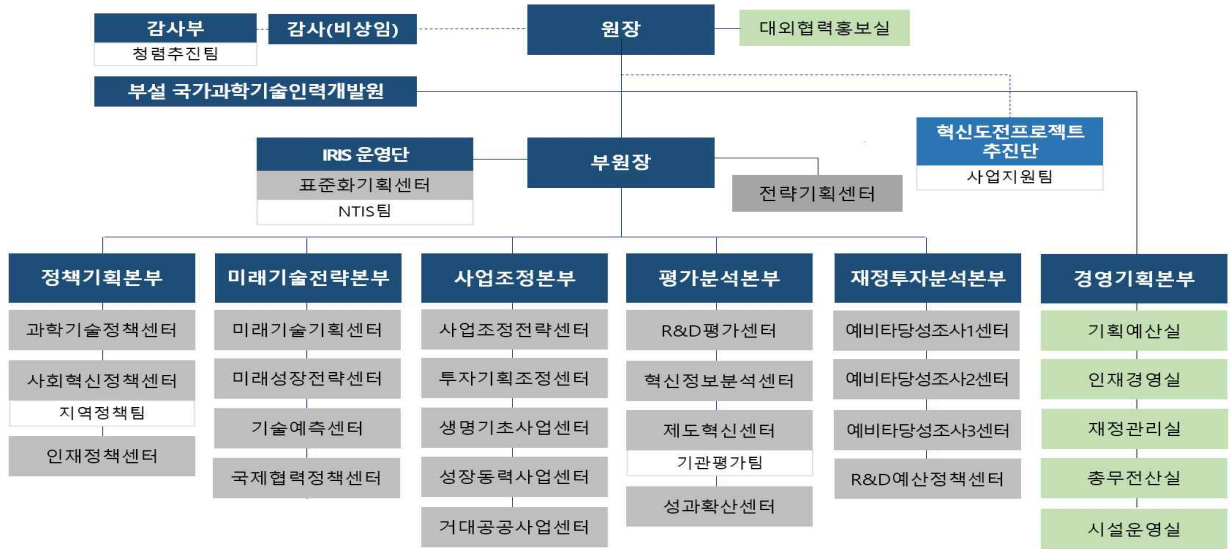 감사부
감사(비상임)
원장
대외협력홍보실
청렴추진팀
부설 국가과학기술인력개발원
혁신도전프로젝트
추진단
사업지원팀
IRIS 운영단
표준화기획센터
NTIS팀
부원장
전략기획센터
정책기획본부
과학기술정책센터
사회혁신정책센터
지역정책팀
인재정책센터
미래기술전략본부
미래기술기획센터
미래성장전략센터
기술예측센터
국제협력정책센터
사업조정본부
사업조정전략센터
투자기획조정센터
생명기초사업센터
성장동력사업센터
거대공공사업센터
평가분석본부
R&D평가센터
혁신정보분석센터
제도혁신센터
기관평가팀
성과확산센터
재정투자분석본부
예비타당성조사1센터
예비타당성조사2센터
예비타당성조사3센터
R&D예산정책센터
경영기획본부
기획예산실
인재경영실
재정관리실
총무전산실
시설운영실